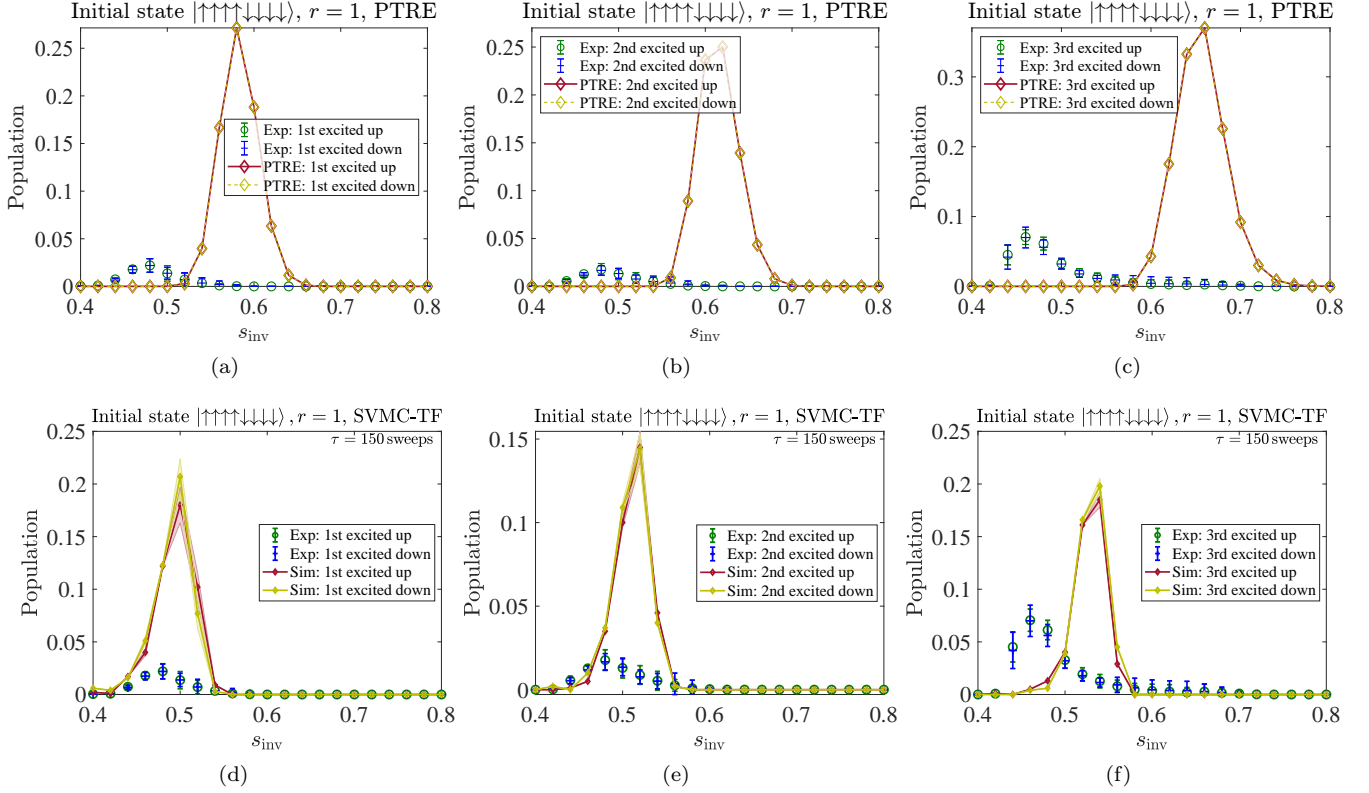 Initial state |↑↑↑↑↓↓↓↓⟩, r = 1, PTRE
0.25
0.2
0.15
0.1
0.05
0
Population
Exp: 1st excited up
Exp: 1st excited down
PTRE: 1st excited up
PTRE: 1st excited down
0.4 0.5 0.6 0.7 0.8
s_inv
(a)
Initial state |↑↑↑↑↓↓↓↓⟩, r = 1, PTRE
0.25
0.2
0.15
0.1
0.05
0
Population
Exp: 2nd excited up
Exp: 2nd excited down
PTRE: 2nd excited up
PTRE: 2nd excited down
0.4 0.5 0.6 0.7 0.8
s_inv
(b)
Initial state |↑↑↑↑↓↓↓↓⟩, r = 1, PTRE
0.3
0.2
0.1
0
Population
Exp: 3rd excited up
Exp: 3rd excited down
PTRE: 3rd excited up
PTRE: 3rd excited down
0.4 0.5 0.6 0.7 0.8
s_inv
(c)
Initial state |↑↑↑↑↓↓↓↓⟩, r = 1, SVMC-TF
τ = 150 sweeps
0.25
0.2
0.15
0.1
0.05
0
Population
Exp: 1st excited up
Exp: 1st excited down
Sim: 1st excited up
Sim: 1st excited down
0.4 0.5 0.6 0.7 0.8
s_inv
(d)
Initial state |↑↑↑↑↓↓↓↓⟩, r = 1, SVMC-TF
τ = 150 sweeps
0.15
0.1
0.05
0
Population
Exp: 2nd excited up
Exp: 2nd excited down
Sim: 2nd excited up
Sim: 2nd excited down
0.4 0.5 0.6 0.7 0.8
s_inv
(e)
Initial state |↑↑↑↑↓↓↓↓⟩, r = 1, SVMC-TF
τ = 150 sweeps
0.25
0.2
0.15
0.1
0.05
0
Population
Exp: 3rd excited up
Exp: 3rd excited down
Sim: 3rd excited up
Sim: 3rd excited down
0.4 0.5 0.6 0.7 0.8
s_inv
(f)